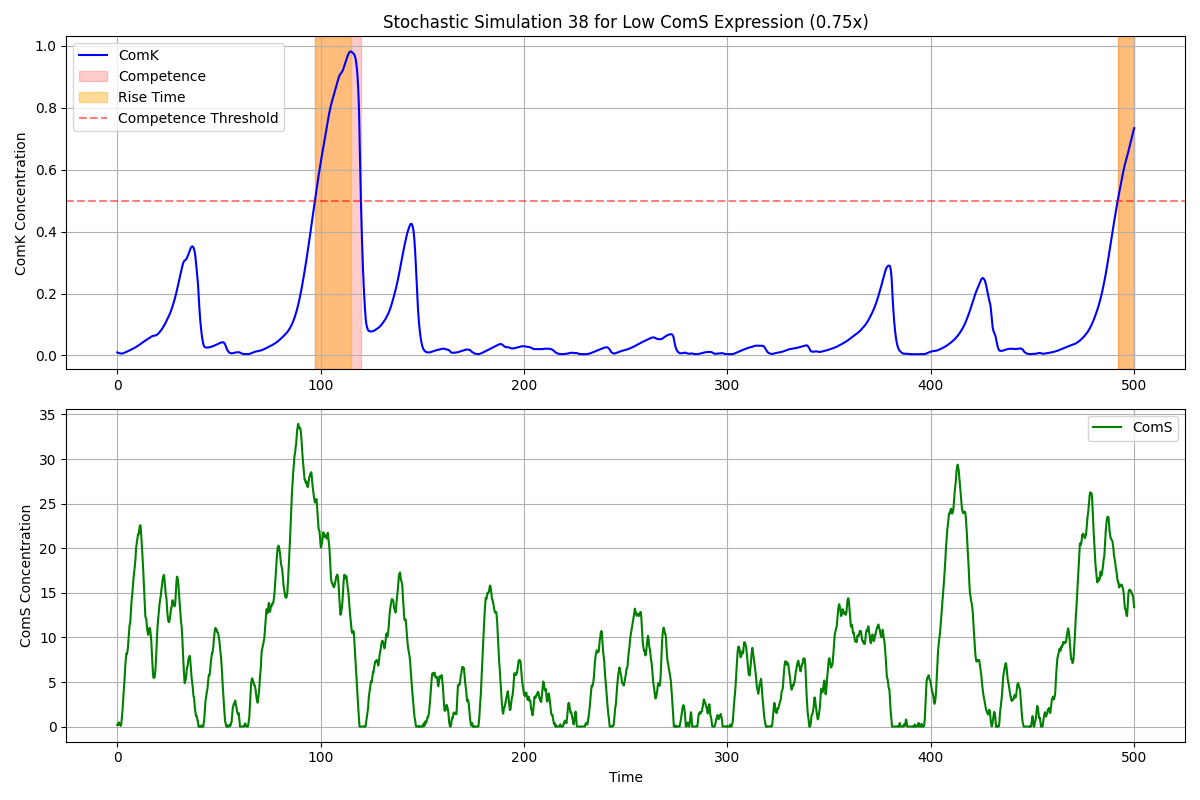 Stochastic Simulation 38 for Low ComS Expression (0.75x)
ComK Concentration
1.0
0.8
0.6
0.4
0.2
0.0
ComK
Competence
Rise Time
Competence Threshold
0
100
200
300
400
500
ComS Concentration
35
30
25
20
15
10
5
0
ComS
0
100
200
300
400
500
Time